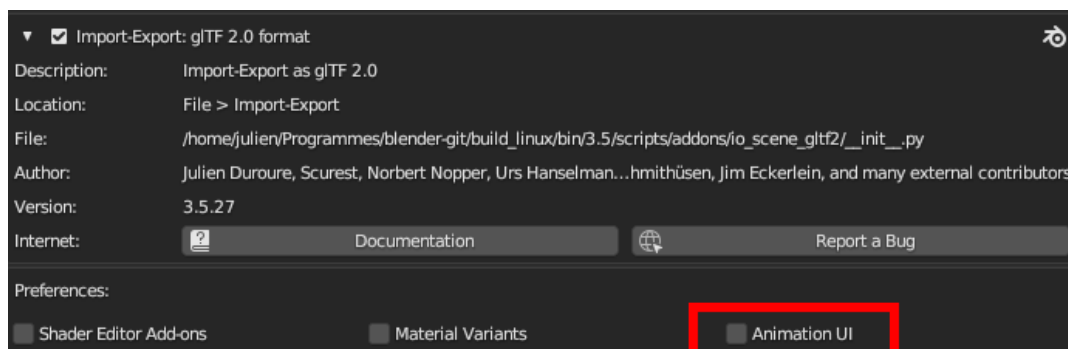 Import-Export: glTF 2.0 format
Description: Import-Export as glTF 2.0
Location: File > Import-Export
File: /home/julien/Programmes/blender-git/build_linux/bin/3.5/scripts/addons/io_scene_gltf2/__init__.py
Author: Julien Duroure, Scurest, Norbert Nopper, Urs Hanselman...hmithüsen, Jim Eckerlein, and many external contributors
Version: 3.5.27
Internet: Documentation Report a Bug
Preferences:
Shader Editor Add-ons Material Variants Animation UI